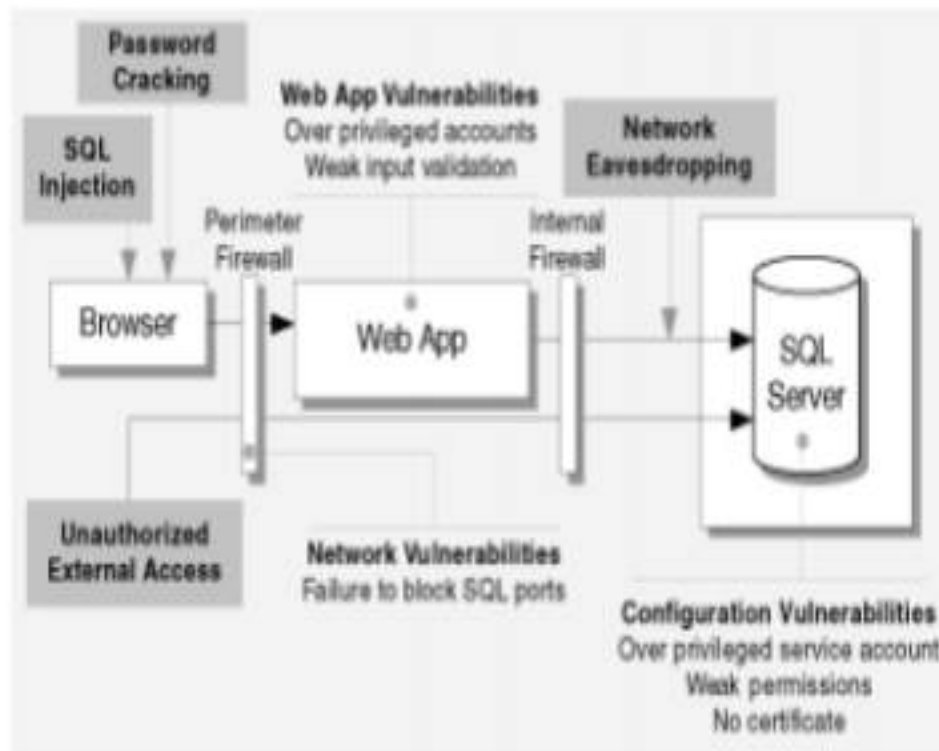 Password
Cracking
SQL
Injection
Web App Vulnerabilities
Over privileged accounts
Weak input validation
Network
Eavesdropping
Perimeter
Firewall
Internal
Firewall
Browser
Web App
SQL
Server
Unauthorized
External Access
Network Vulnerabilities
Failure to block SQL ports
Configuration Vulnerabilities
Over privileged service account
Weak permissions
No certificate